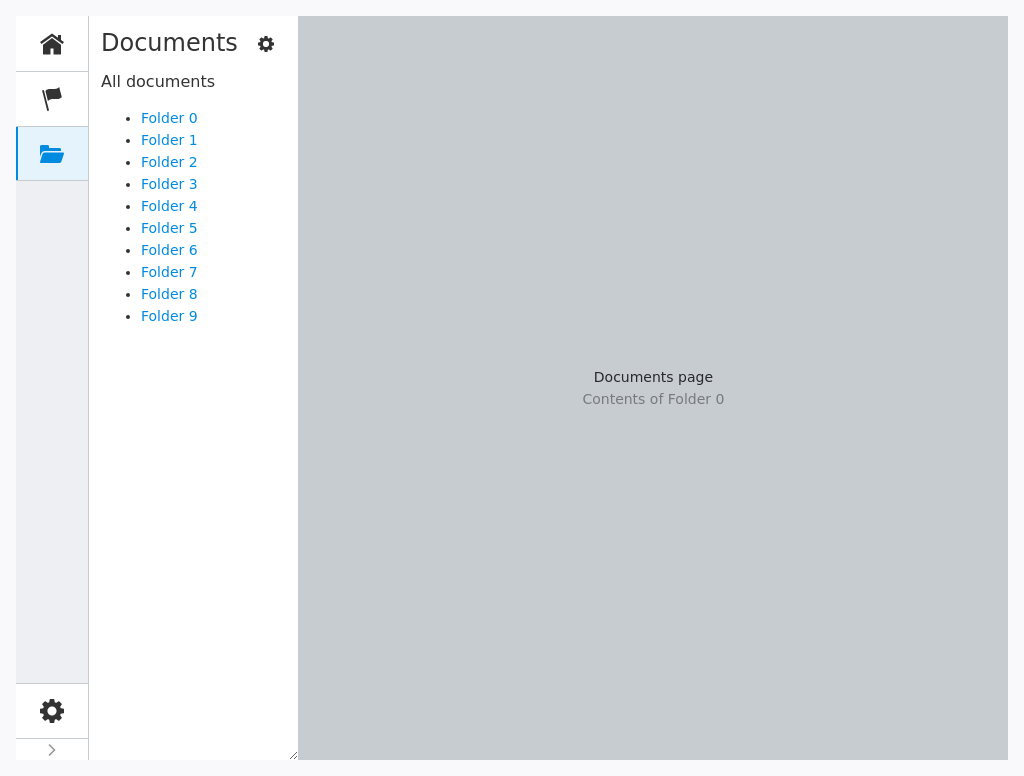 Documents
All documents
Folder 0
Folder 1
Folder 2
Folder 3
Folder 4
Folder 5
Folder 6
Folder 7
Folder 8
Folder 9
Documents page
Contents of Folder 0